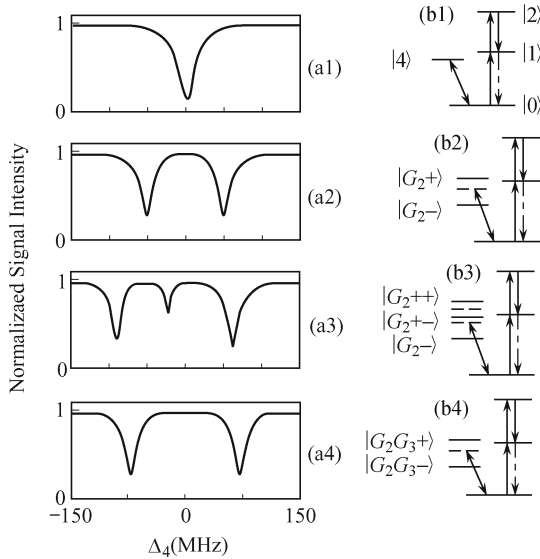 1
0
(a1)
(b1)
|2⟩
|1⟩
|4⟩
|0⟩
1
0
(a2)
(b2)
|G₂+⟩
|G₂−⟩
1
0
(a3)
(b3)
|G₂++⟩
|G₂+−⟩
|G₂−⟩
1
0
(a4)
(b4)
|G₂G₃+⟩
|G₂G₃−⟩
−150 0 150
Δ₄(MHz)
Normalizaed Signal Intensity